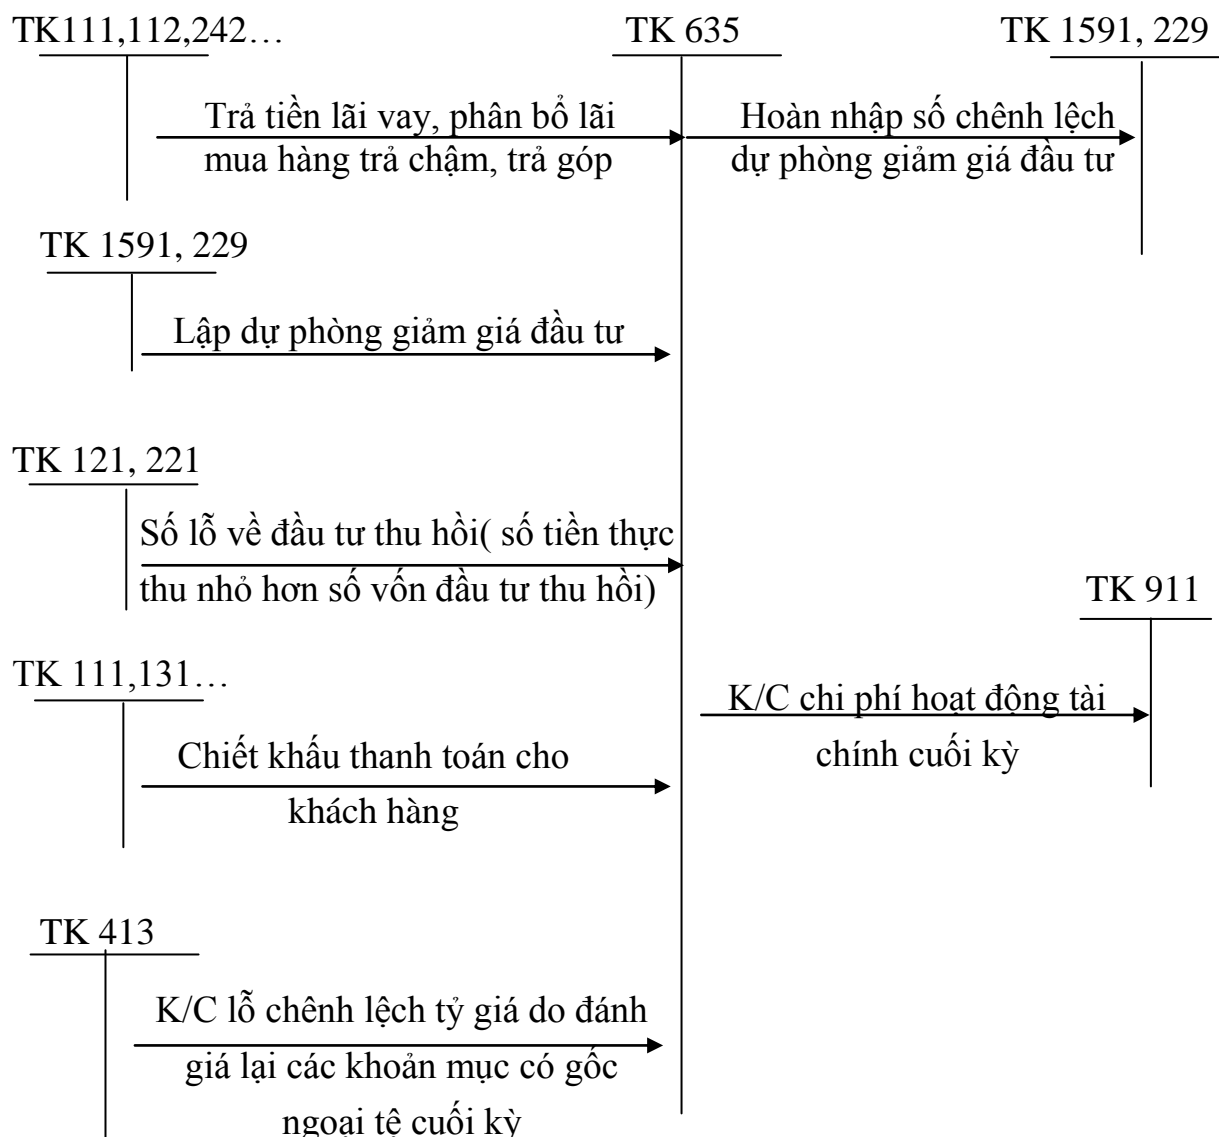 TK111,112,242…
TK 635
TK 1591, 229
Trả tiền lãi vay, phân bổ lãi
mua hàng trả chậm, trả góp
Hoàn nhập số chênh lệch
dự phòng giảm giá đầu tư
TK 1591, 229
Lập dự phòng giảm giá đầu tư
TK 121, 221
Số lỗ về đầu tư thu hồi( số tiền thực
thu nhỏ hơn số vốn đầu tư thu hồi)
TK 911
TK 111,131…
K/C chi phí hoạt động tài
chính cuối kỳ
Chiết khấu thanh toán cho
khách hàng
TK 413
K/C lỗ chênh lệch tỷ giá do đánh
giá lại các khoản mục có gốc
ngoại tệ cuối kỳ